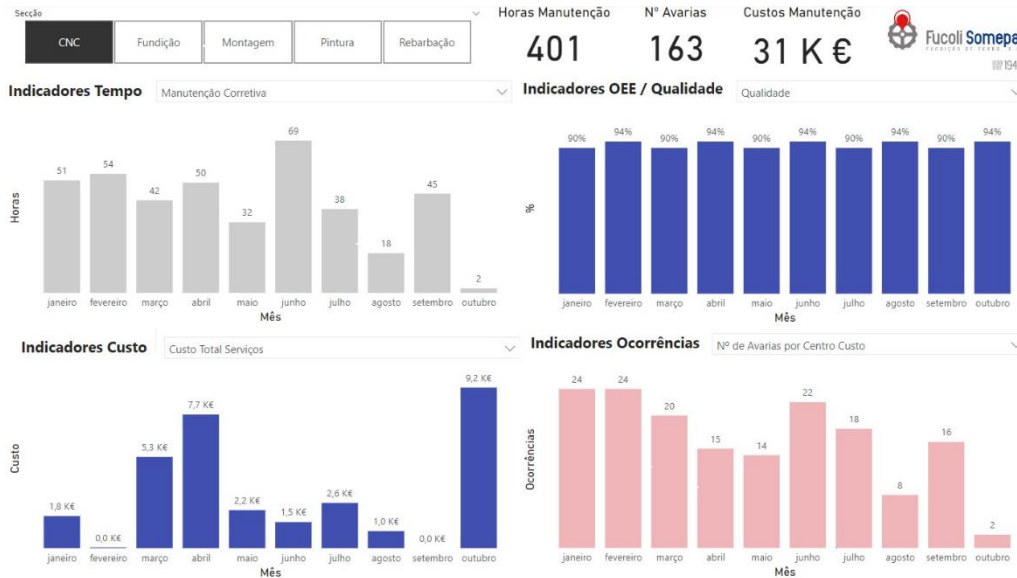 Secção
CNC Fundição Montagem Pintura Rebarbação
Horas Manutenção Nº Avarias Custos Manutenção
401 163 31 K €
Fucoli Somepal
Indicadores Tempo Manutenção Corretiva
Horas
51 54 42 50 32 69 38 18 45 2
janeiro fevereiro março abril maio junho julho agosto setembro outubro
Mês
Indicadores OEE / Qualidade Qualidade
%
90% 94% 90% 94% 90% 94% 90% 94% 90% 94%
janeiro fevereiro março abril maio junho julho agosto setembro outubro
Mês
Indicadores Custo Custo Total Serviços
Custo
1,8 K€ 0,0 K€ 5,3 K€ 7,7 K€ 2,2 K€ 1,5 K€ 2,6 K€ 1,0 K€ 0,0 K€ 9,2 K€
janeiro fevereiro março abril maio junho julho agosto setembro outubro
Mês
Indicadores Ocorrências Nº de Avarias por Centro Custo
Ocorrências
24 24 20 15 14 22 18 8 16 2
janeiro fevereiro março abril maio junho julho agosto setembro outubro
Mês